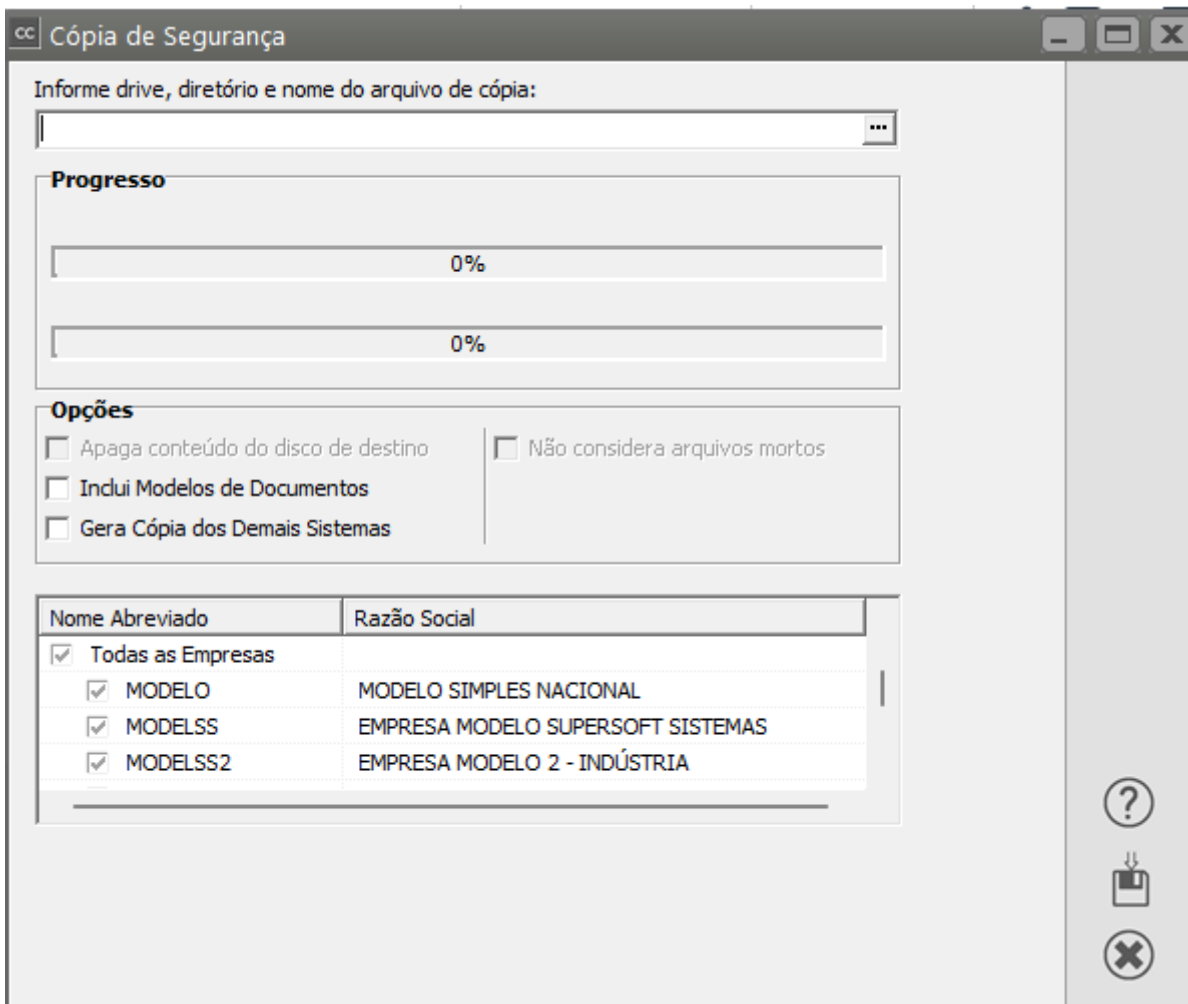 cc Cópia de Segurança
Informe drive, diretório e nome do arquivo de cópia:
...
Progresso
0%
0%
Opções
Apaga conteúdo do disco de destino
Não considera arquivos mortos
Inclui Modelos de Documentos
Gera Cópia dos Demais Sistemas
Nome Abreviado Razão Social
Todas as Empresas
MODELO MODELO SIMPLES NACIONAL
MODELSS EMPRESA MODELO SUPERSOFT SISTEMAS
MODELSS2 EMPRESA MODELO 2 - INDÚSTRIA
?